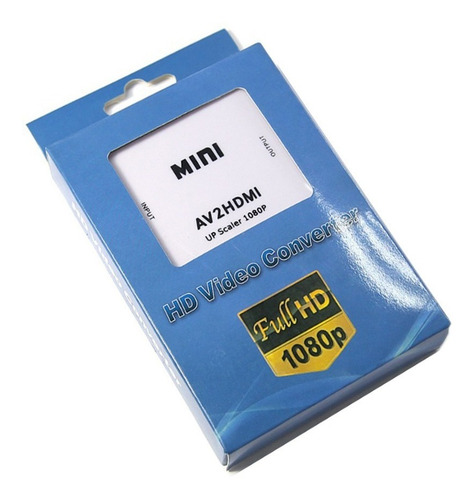 MINI
OUTPUT
INPUT
AV2HDMI
UP Scaler 1080P
HD Video Converter
Full HD
1080p